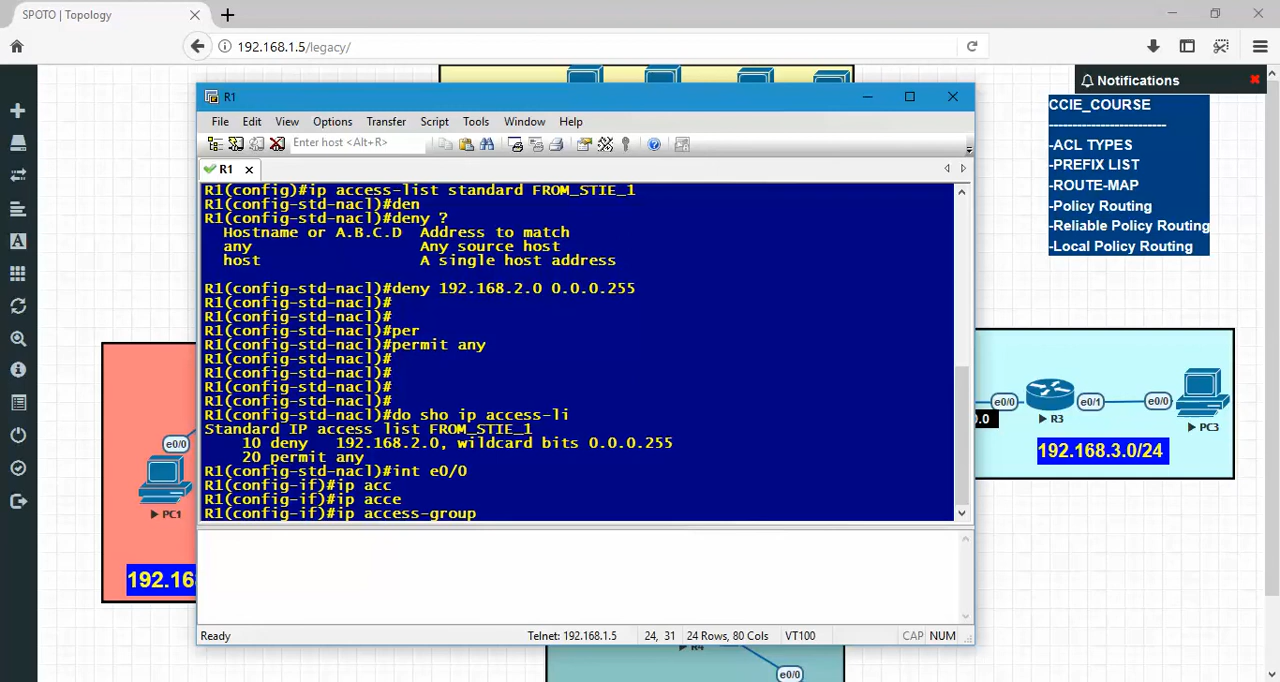 SPOTO | Topology
192.168.1.5/legacy/
Notifications
CCIE_COURSE
-----------------------
-ACL TYPES
-PREFIX LIST
-ROUTE-MAP
-Policy Routing
-Reliable Policy Routing
-Local Policy Routing
R1
File Edit View Options Transfer Script Tools Window Help
Enter host <Alt+R>
R1
R1(config)#ip access-list standard FROM_STIE_1
R1(config-std-nacl)#den
R1(config-std-nacl)#deny ?
Hostname or A.B.C.D Address to match
any Any source host
host A single host address
R1(config-std-nacl)#deny 192.168.2.0 0.0.0.255
R1(config-std-nacl)#
R1(config-std-nacl)#
R1(config-std-nacl)#per
R1(config-std-nacl)#permit any
R1(config-std-nacl)#
R1(config-std-nacl)#
R1(config-std-nacl)#
R1(config-std-nacl)#do sho ip access-li
Standard IP access list FROM_STIE_1
10 deny 192.168.2.0, wildcard bits 0.0.0.255
20 permit any
R1(config-std-nacl)#int e0/0
R1(config-if)#ip acc
R1(config-if)#ip acce
R1(config-if)#ip access-group
Ready Telnet: 192.168.1.5 24, 31 24 Rows, 80 Cols VT100 CAP NUM
e0/0
PC1
192.16
e0/0
R3
e0/1
e0/0
PC3
0.0
192.168.3.0/24
R4
e0/0